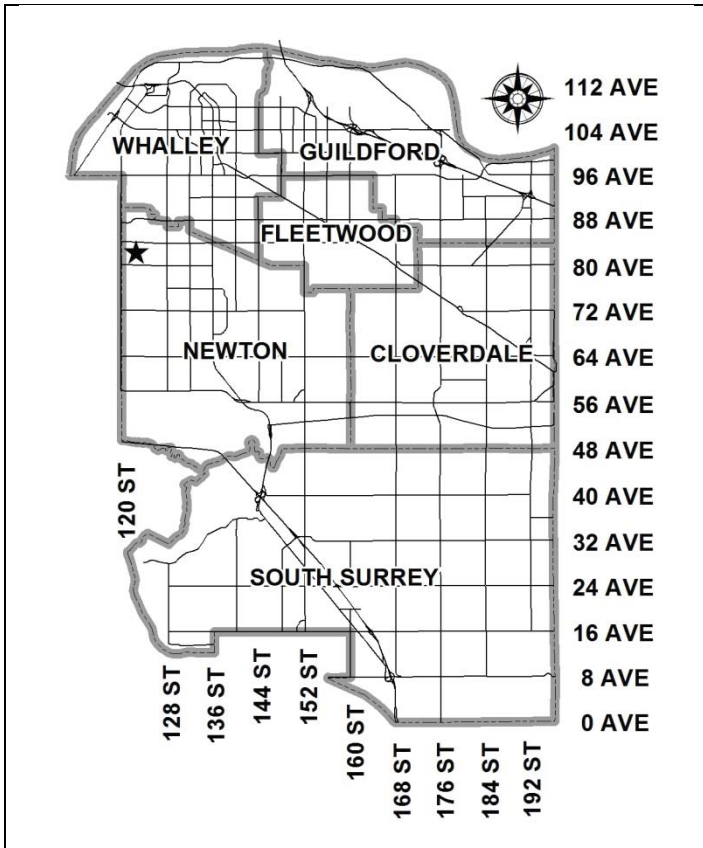 112 AVE
104 AVE
WHALLEY
GUILDFORD
96 AVE
88 AVE
FLEETWOOD
80 AVE
72 AVE
NEWTON
CLOVERDALE
64 AVE
56 AVE
48 AVE
120 ST
40 AVE
32 AVE
SOUTH SURREY
24 AVE
16 AVE
128 ST
136 ST
144 ST
152 ST
160 ST
8 AVE
0 AVE
168 ST
176 ST
184 ST
192 ST